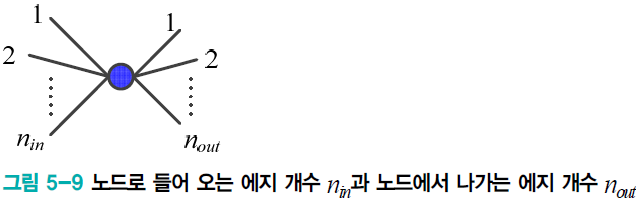 1
1
2
2
n_in
n_out
그림 5-9 노드로 들어 오는 에지 개수 n_in과 노드에서 나가는 에지 개수 n_out